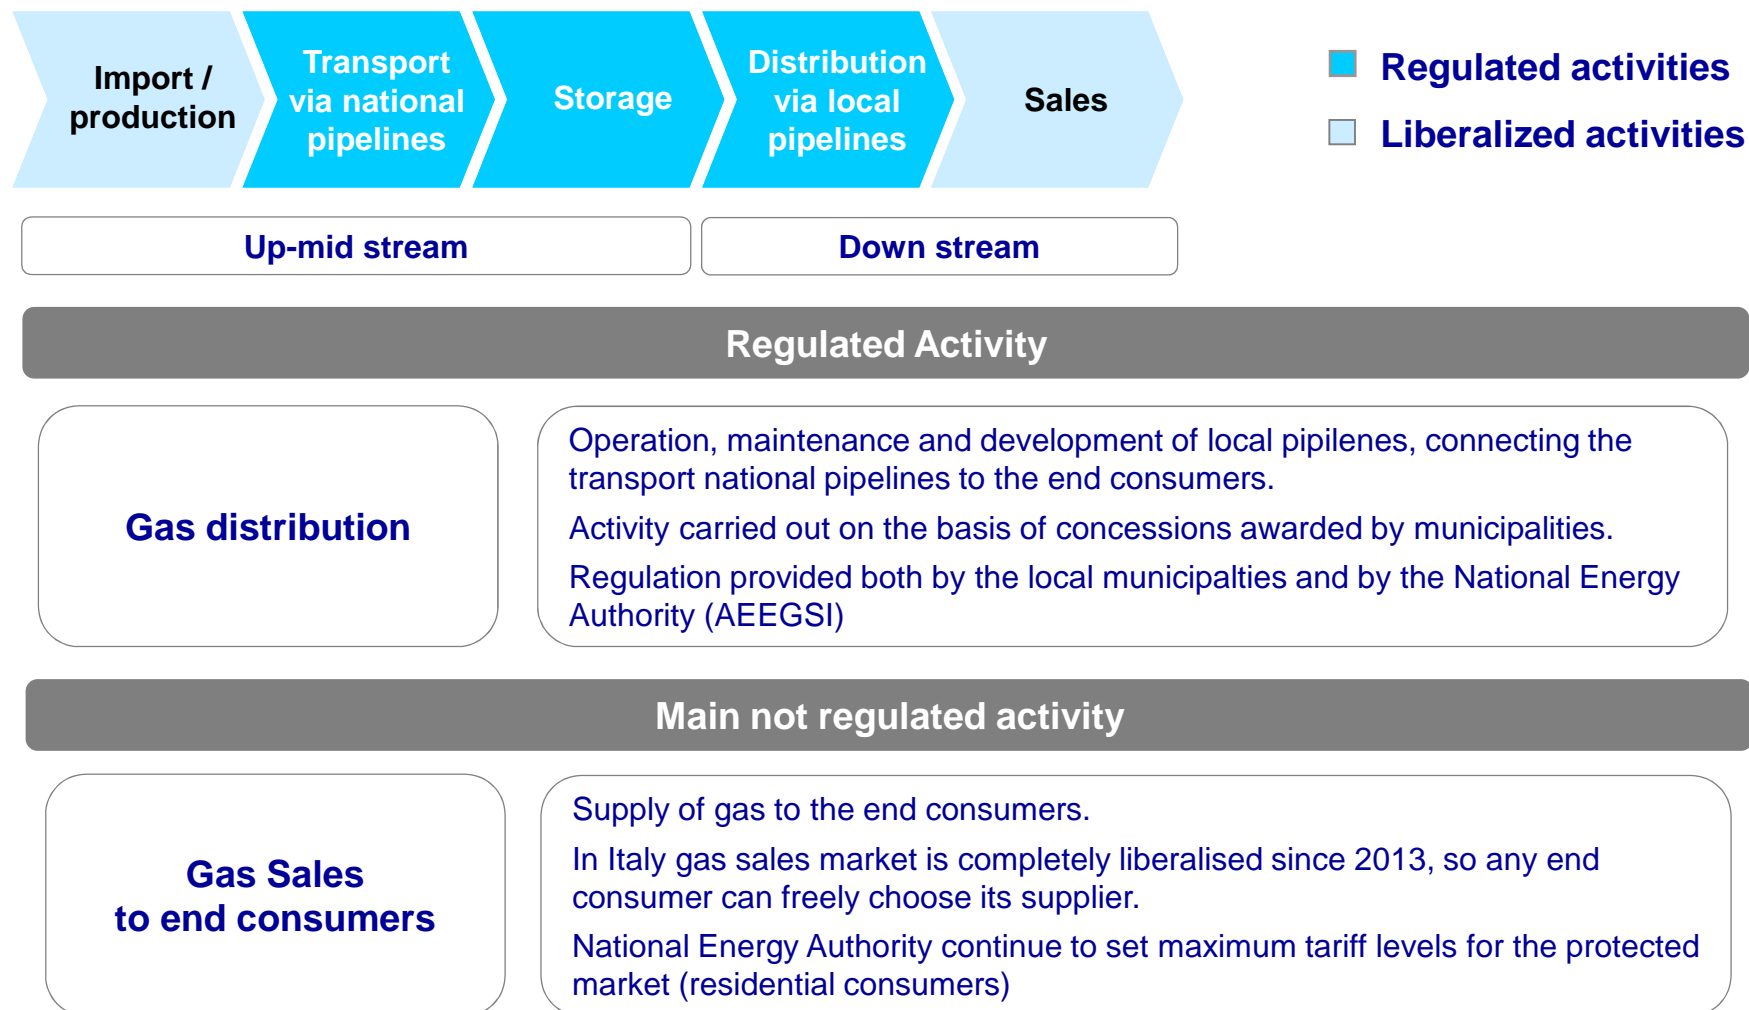 Import /
production
Transport
via national
pipelines
Storage
Distribution
via local
pipelines
Sales
Regulated activities
Liberalized activities
Up-mid stream
Down stream
Regulated Activity
Gas distribution
Operation, maintenance and development of local pipilenes, connecting the
transport national pipelines to the end consumers.
Activity carried out on the basis of concessions awarded by municipalities.
Regulation provided both by the local municipalties and by the National Energy
Authority (AEEGSI)
Main not regulated activity
Gas Sales
to end consumers
Supply of gas to the end consumers.
In Italy gas sales market is completely liberalised since 2013, so any end
consumer can freely choose its supplier.
National Energy Authority continue to set maximum tariff levels for the protected
market (residential consumers)